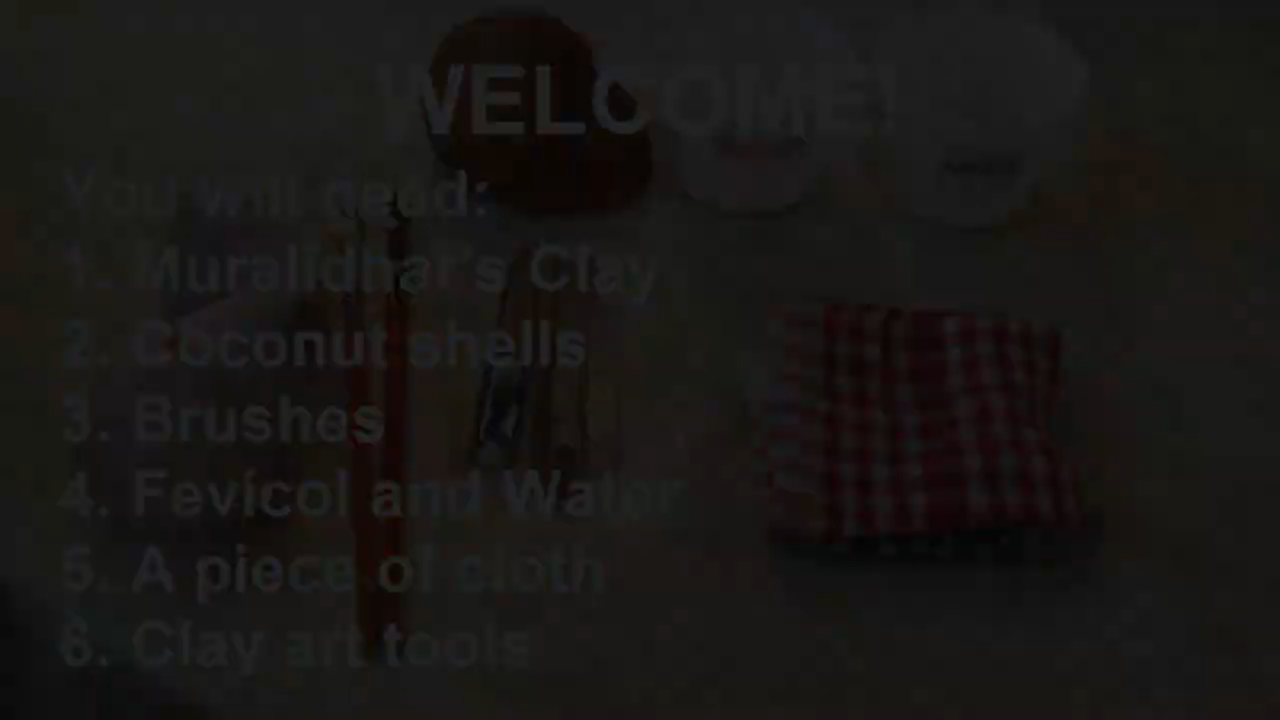 WELCOME!
You will need:
1. Muralidhar's Clay
2. Coconut shells
3. Brushes
4. Fevicol and Water
5. A piece of cloth
6. Clay art tools